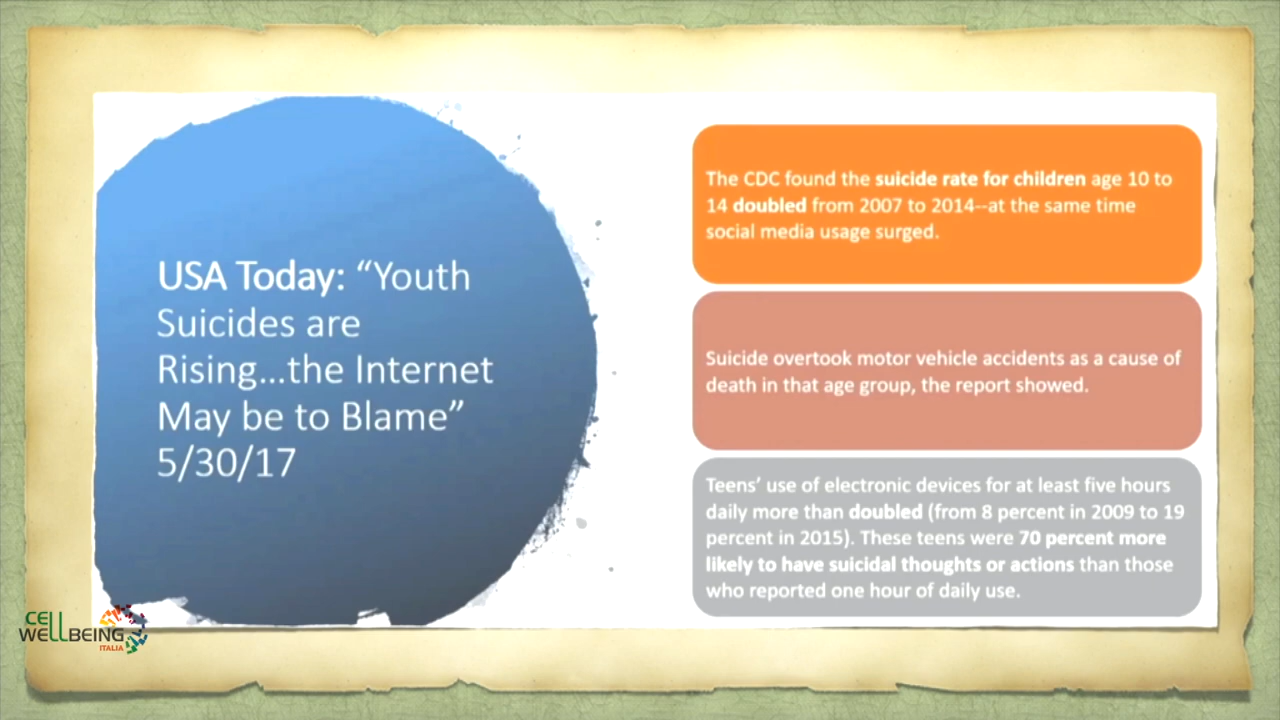 USA Today: “Youth
Suicides are
Rising...the Internet
May be to Blame”
5/30/17
The CDC found the suicide rate for children age 10 to
14 doubled from 2007 to 2014--at the same time
social media usage surged.
Suicide overtook motor vehicle accidents as a cause of
death in that age group, the report showed.
Teens’ use of electronic devices for at least five hours
daily more than doubled (from 8 percent in 2009 to 19
percent in 2015). These teens were 70 percent more
likely to have suicidal thoughts or actions than those
who reported one hour of daily use.
CELL
WELLBEING
ITALIA